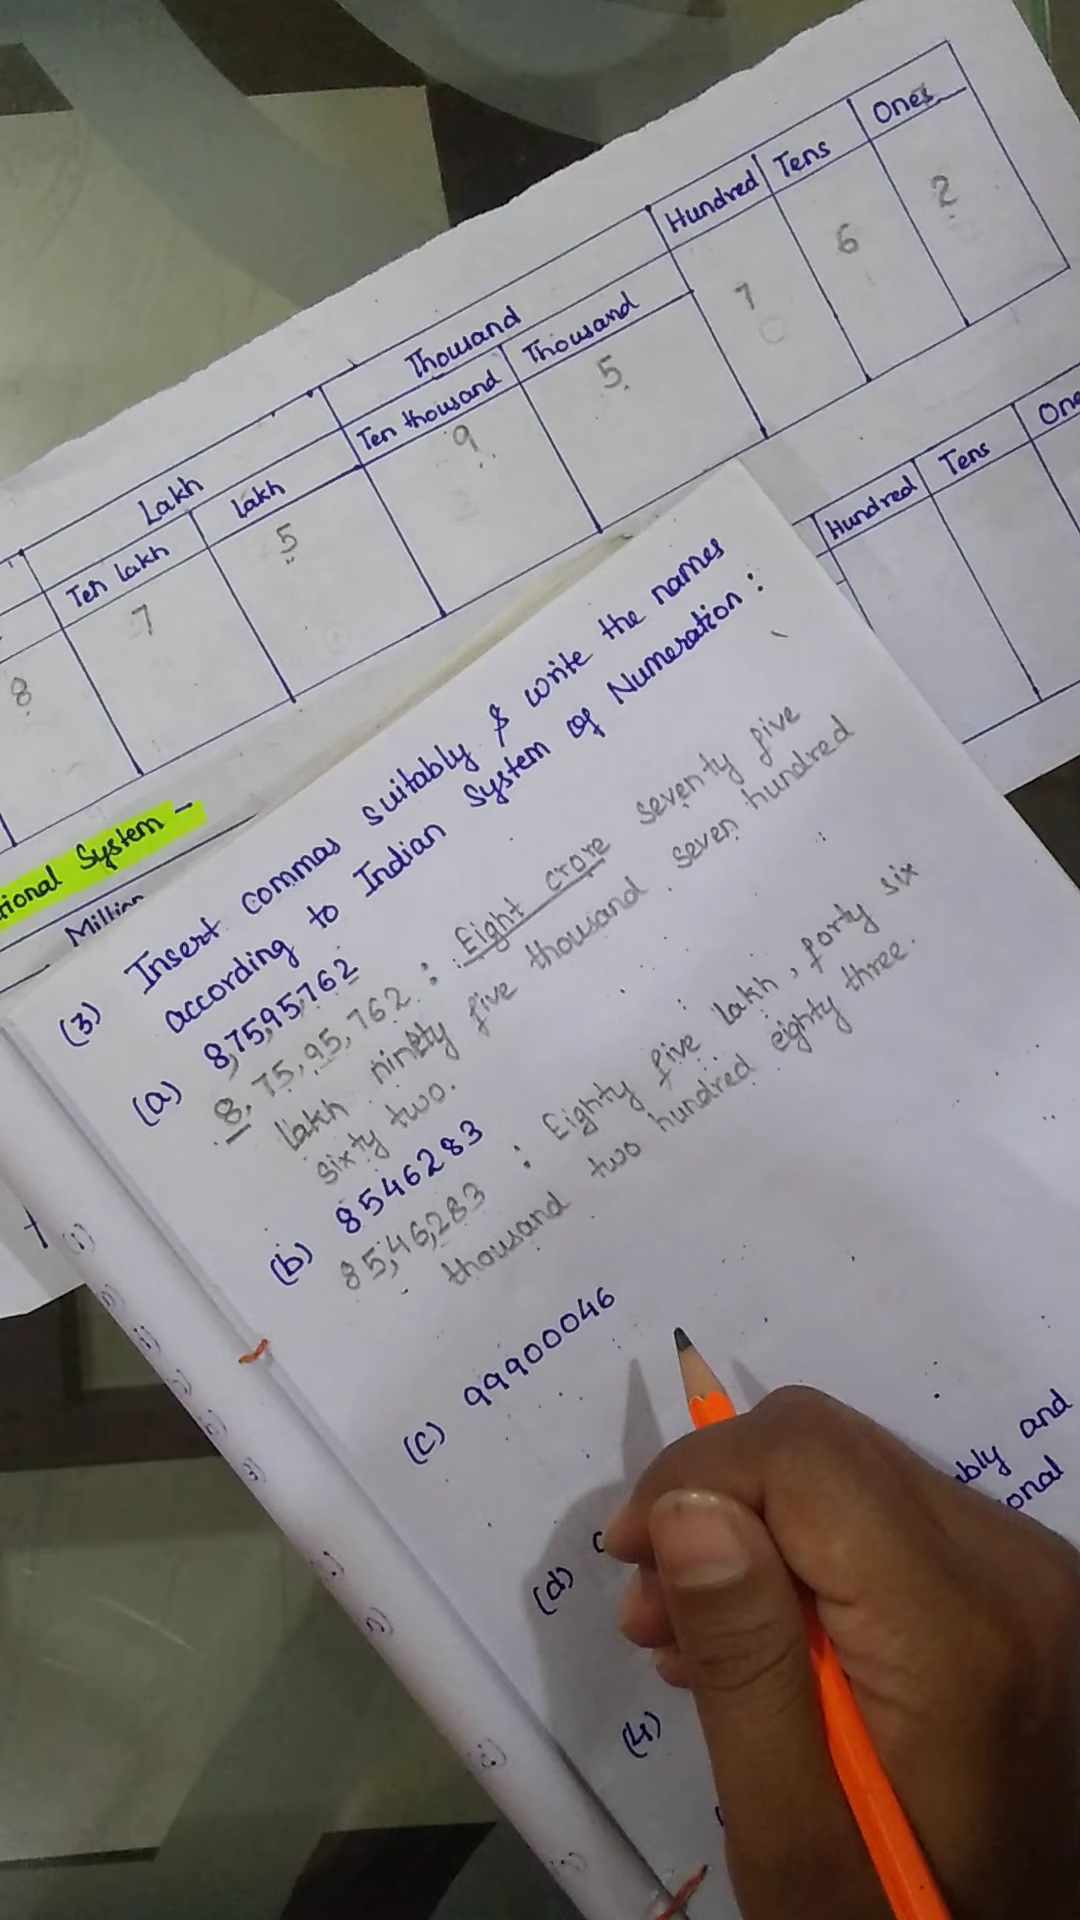 Lakh
Thousand
Hundred
Tens
Ones
Ten Lakh
Lakh
Ten thousand
Thousand
8
7
5
9
5
7
6
2
Hundred
Tens
tional System -
Million
(3) Insert commas suitably & write the names
according to Indian System of Numeration :
(a) 87595762
8, 75, 95, 762 : Eight crore seventy five
lakh ninety five thousand seven hundred
sixty two.
(b) 8546283
85,46,283 : Eighty five lakh, forty six
thousand two hundred eighty three.
(c) 99900046
(d)
ably and
onal
(4)